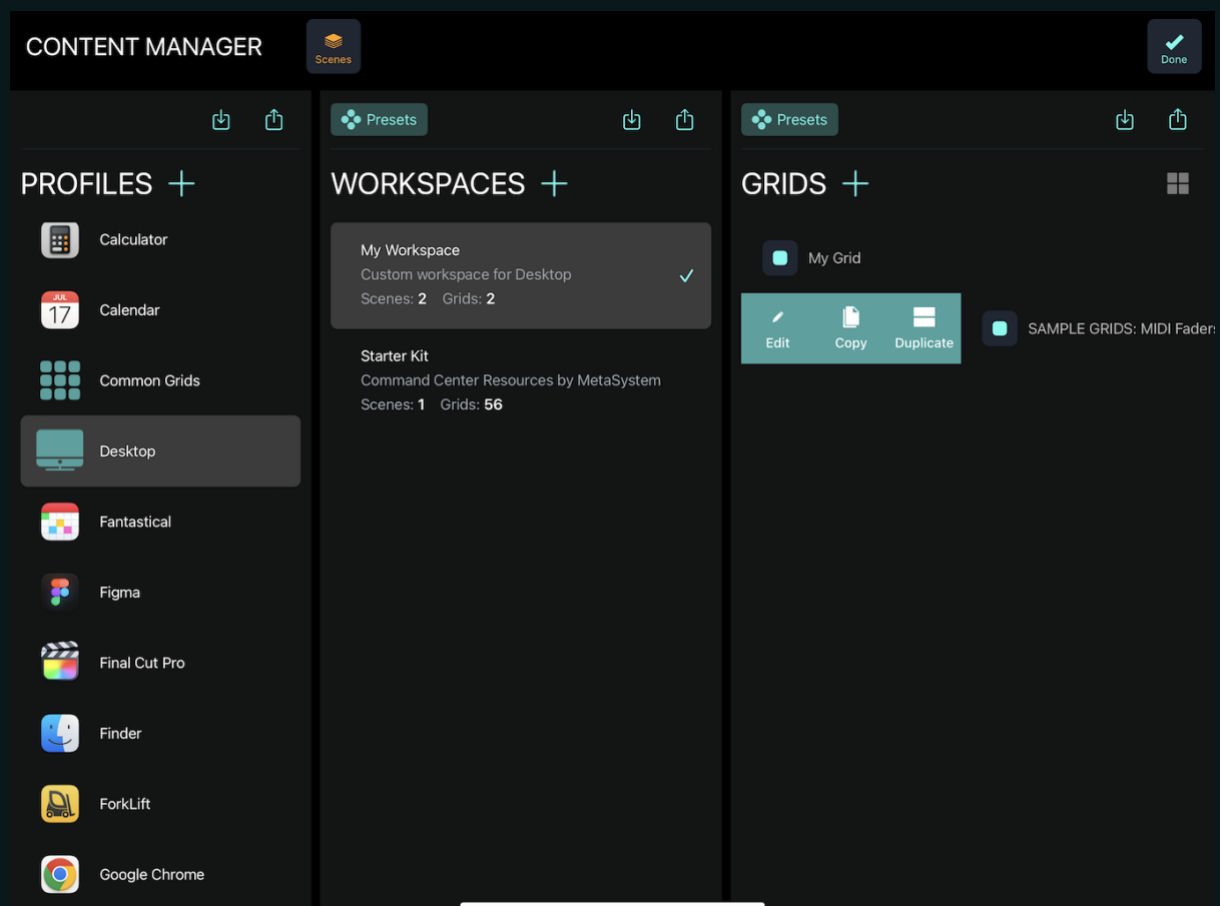 CONTENT MANAGER
Scenes
Done
PROFILES
Calculator
JUL
17
Calendar
Common Grids
Desktop
Fantastical
Figma
Final Cut Pro
Finder
ForkLift
Google Chrome
Presets
WORKSPACES
My Workspace
Custom workspace for Desktop
Scenes: 2 Grids: 2
Starter Kit
Command Center Resources by MetaSystem
Scenes: 1 Grids: 56
Presets
GRIDS
My Grid
Edit Copy Duplicate
SAMPLE GRIDS: MIDI Faders